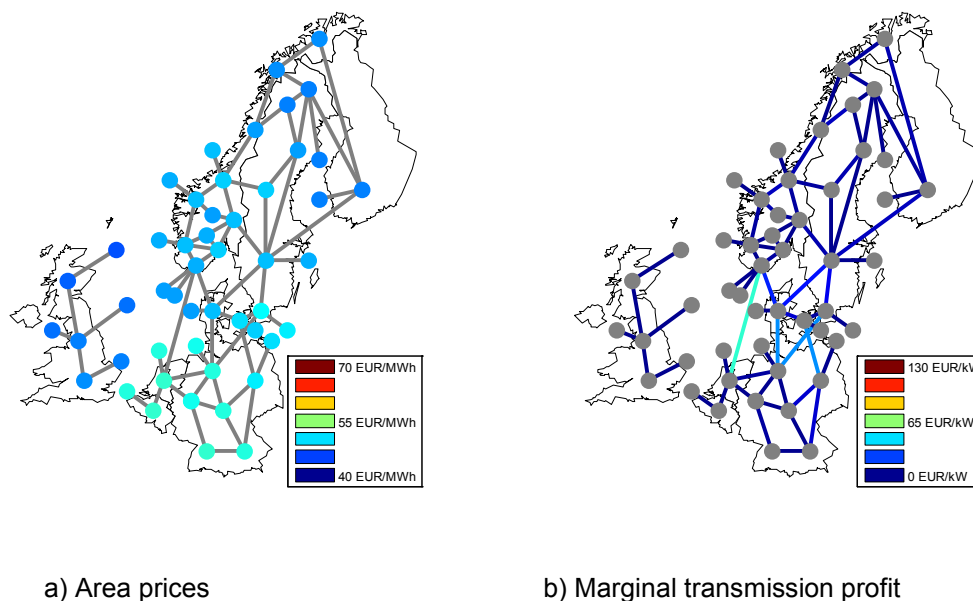 70 EUR/MWh
55 EUR/MWh
40 EUR/MWh
130 EUR/kW
65 EUR/kW
0 EUR/kW
a) Area prices
b) Marginal transmission profit